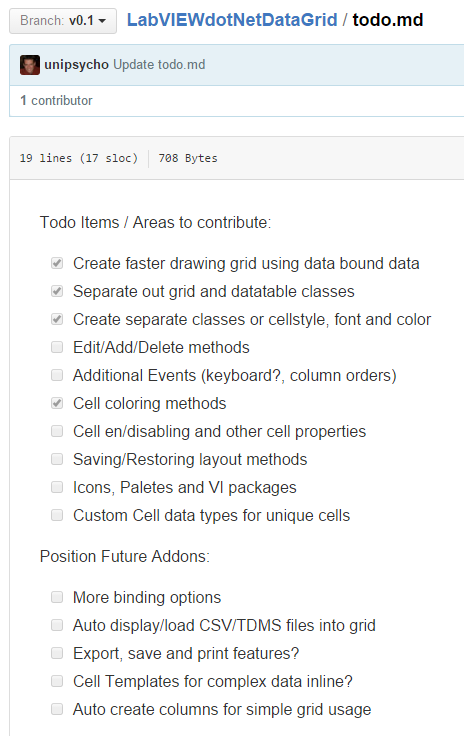 Branch: v0.1 LabVIEWdotNetDataGrid / todo.md
unipsycho Update todo.md
1 contributor
19 lines (17 sloc) 708 Bytes
Todo Items / Areas to contribute:
Create faster drawing grid using data bound data
Separate out grid and datatable classes
Create separate classes or cellstyle, font and color
Edit/Add/Delete methods
Additional Events (keyboard?, column orders)
Cell coloring methods
Cell en/disabling and other cell properties
Saving/Restoring layout methods
Icons, Paletes and VI packages
Custom Cell data types for unique cells
Position Future Addons:
More binding options
Auto display/load CSV/TDMS files into grid
Export, save and print features?
Cell Templates for complex data inline?
Auto create columns for simple grid usage